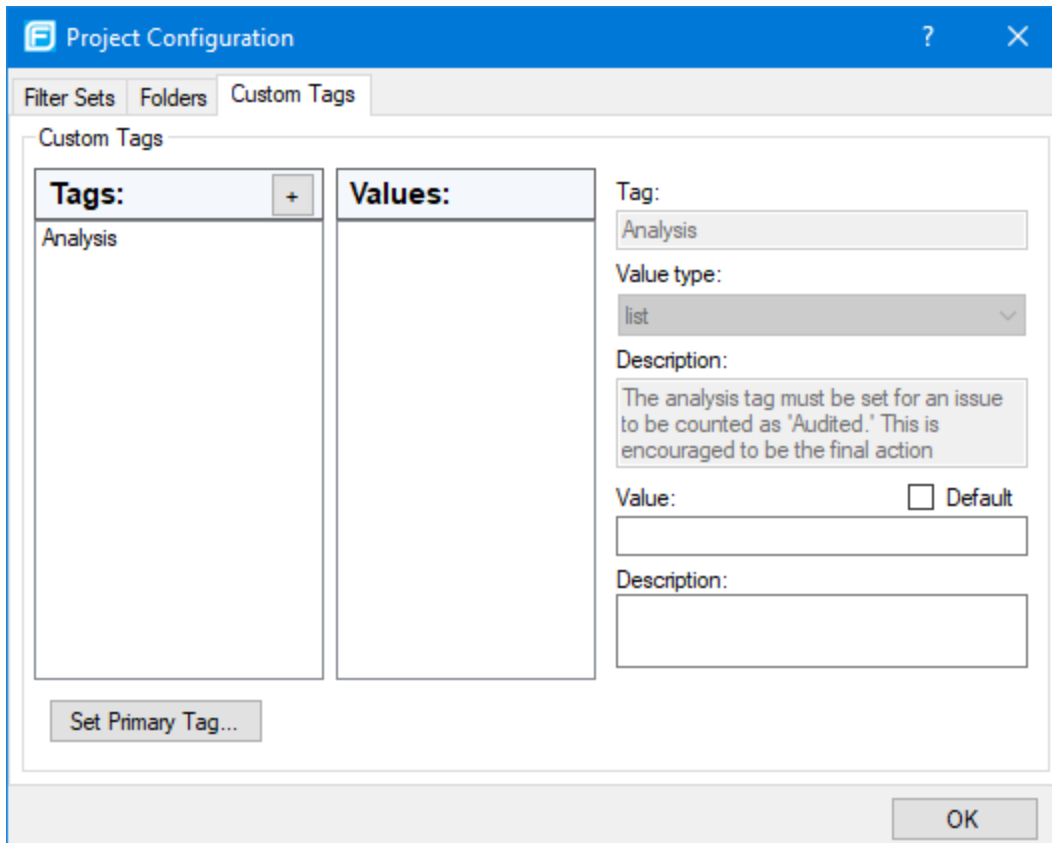 Project Configuration
Filter Sets Folders Custom Tags
Custom Tags
Tags: + Values:
Analysis
Tag:
Analysis
Value type:
list
Description:
The analysis tag must be set for an issue
to be counted as 'Audited.' This is
encouraged to be the final action
Value: Default
Description:
Set Primary Tag...
OK